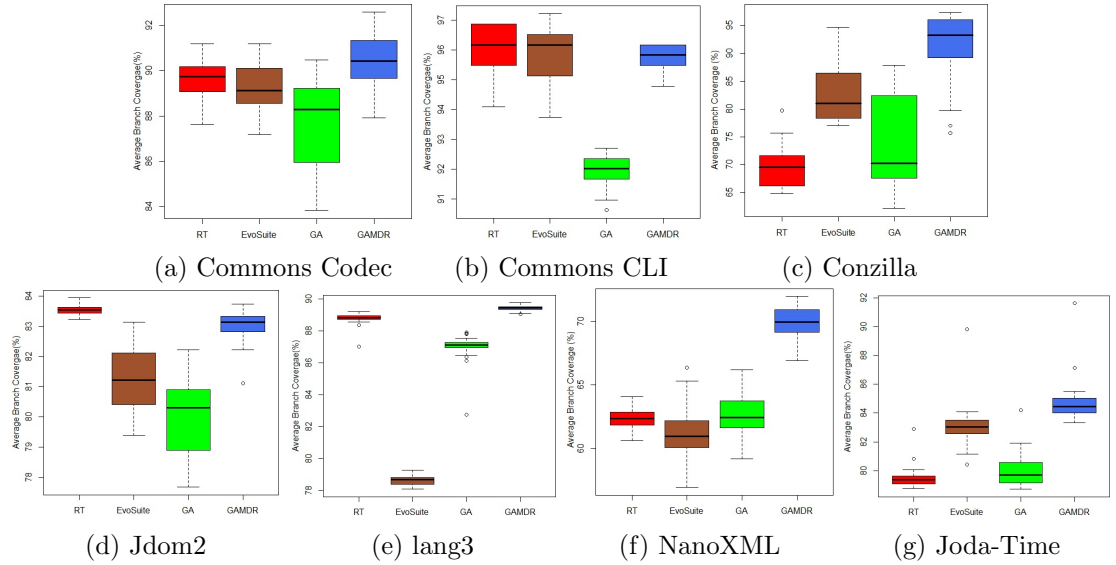 Average Branch Covergae(%)
92
90
88
86
84
RT EvoSuite GA GAMDR
(a) Commons Codec
Average Branch Covergae(%)
97
96
95
94
93
92
91
RT EvoSuite GA GAMDR
(b) Commons CLI
Average Branch Coverage (%)
95
90
85
80
75
70
65
RT EvoSuite GA GAMDR
(c) Conzilla
Average Branch Covergae(%)
84
83
82
81
80
79
78
RT EvoSuite GA GAMDR
(d) Jdom2
Average Branch Covergae(%)
90
88
86
84
82
80
78
RT EvoSuite GA GAMDR
(e) lang3
Average Branch Coverage (%)
70
65
60
RT EvoSuite GA GAMDR
(f) NanoXML
Average Branch Coverage (%)
92
90
88
86
84
82
80
RT EvoSuite GA GAMDR
(g) Joda-Time